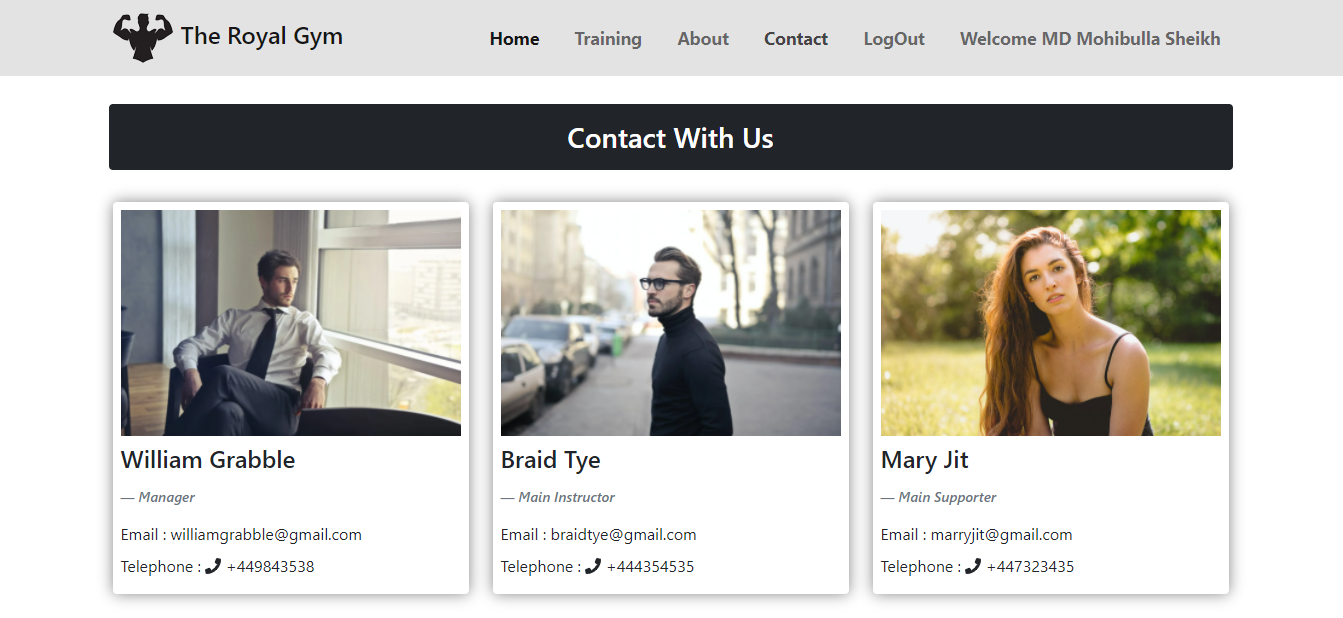 The Royal Gym
Home Training About Contact LogOut Welcome MD Mohibulla Sheikh
Contact With Us
William Grabble
— Manager
Email : williamgrabble@gmail.com
Telephone : +449843538
Braid Tye
— Main Instructor
Email : braidtye@gmail.com
Telephone : +444354535
Mary Jit
— Main Supporter
Email : marryjit@gmail.com
Telephone : +447323435